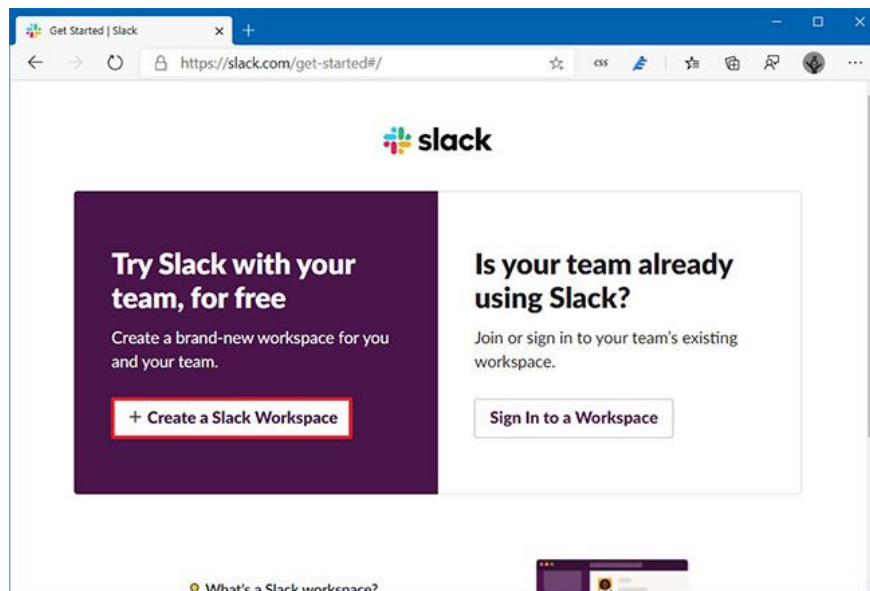 Get Started | Slack
https://slack.com/get-started#/
css
slack
Try Slack with your
team, for free
Create a brand-new workspace for you
and your team.
+ Create a Slack Workspace
Is your team already
using Slack?
Join or sign in to your team's existing
workspace.
Sign In to a Workspace
What's a Slack workspace?